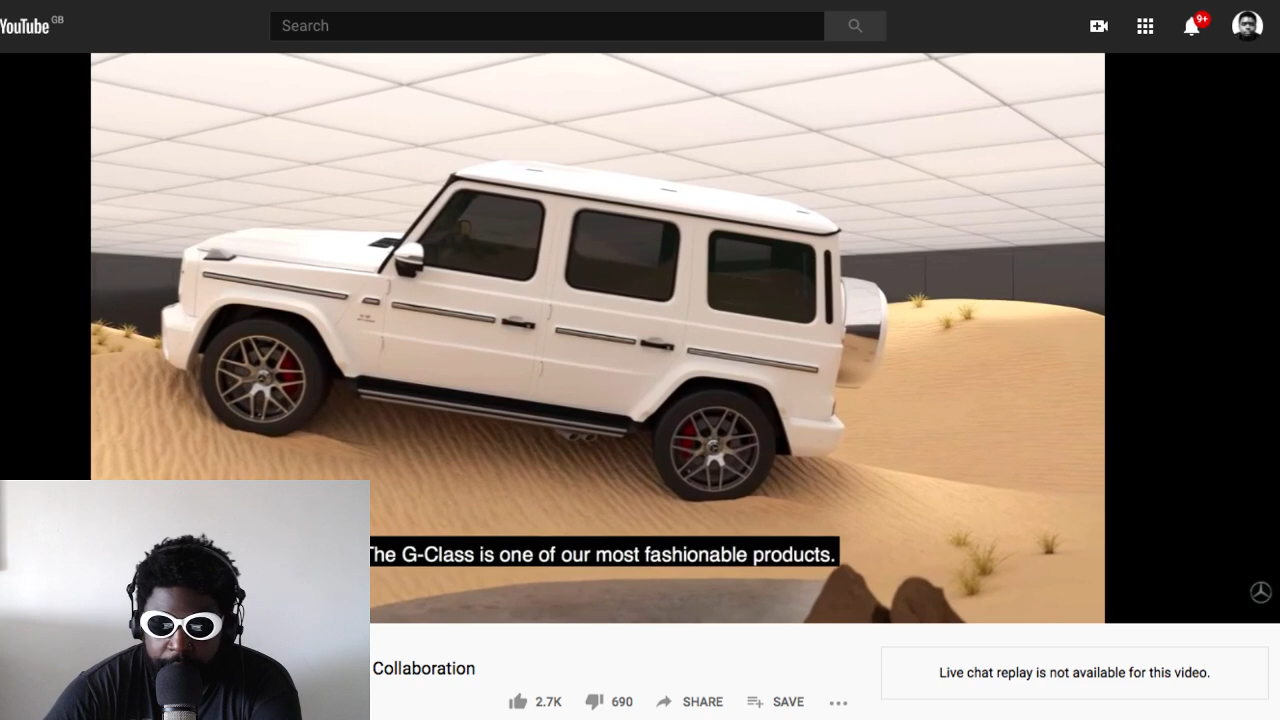 YouTube GB
Search
9+
The G-Class is one of our most fashionable products.
Collaboration
Live chat replay is not available for this video.
2.7K
690
SHARE
SAVE